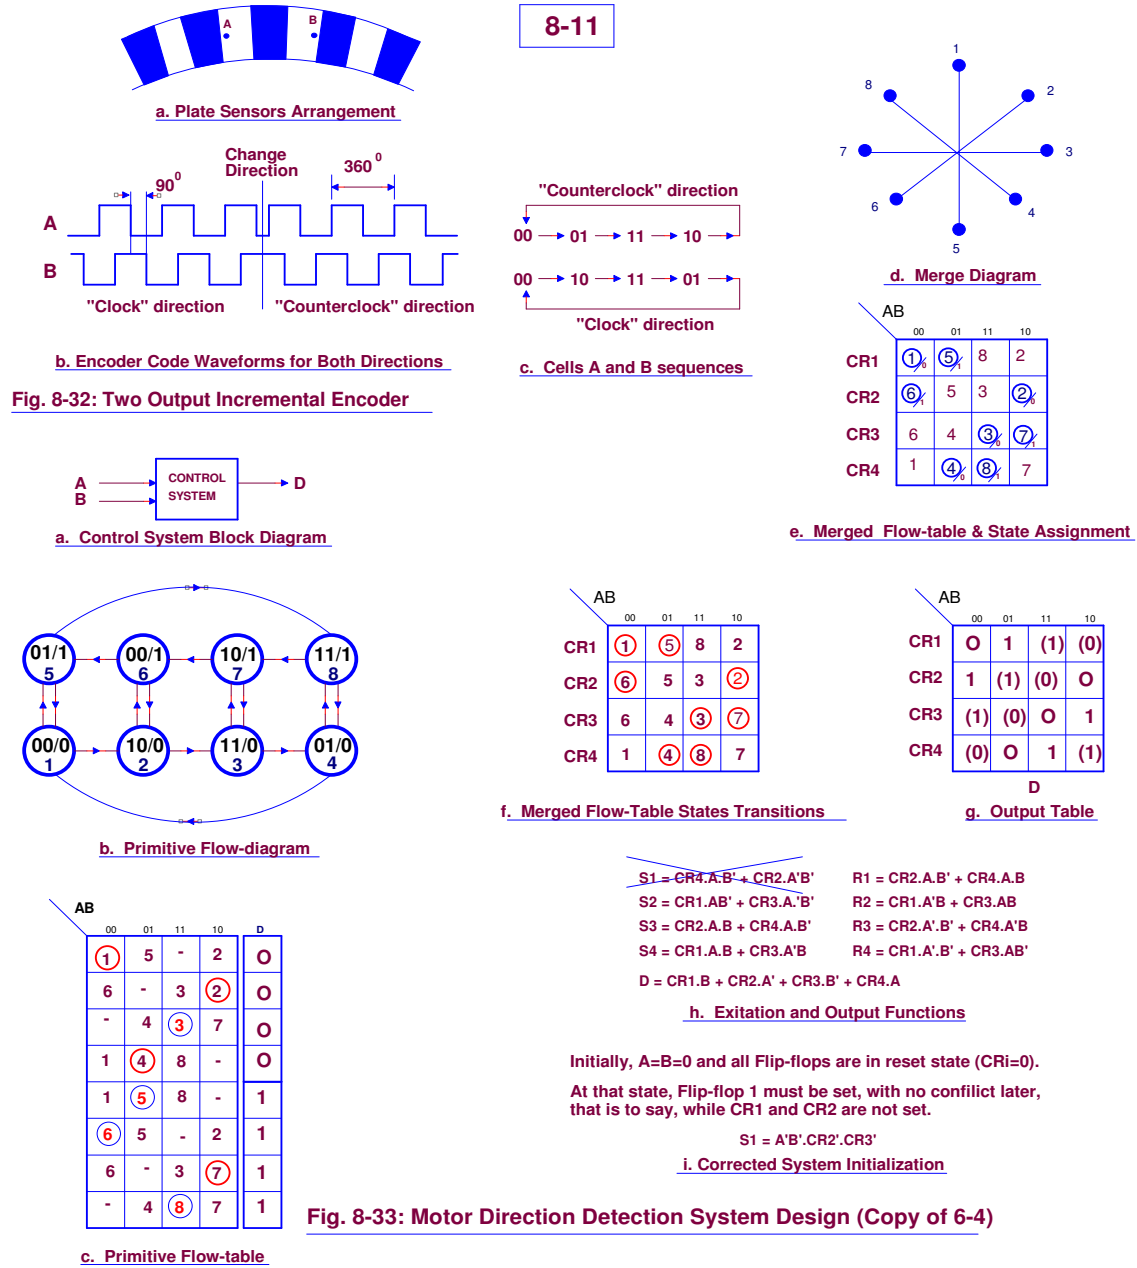 8-11
A B
a. Plate Sensors Arrangement
Change
Direction
90⁰
360⁰
A
B
"Clock" direction
"Counterclock" direction
b. Encoder Code Waveforms for Both Directions
Fig. 8-32: Two Output Incremental Encoder
"Counterclock" direction
00 01 11 10
00 10 11 01
"Clock" direction
c. Cells A and B sequences
1
2
3
4
5
6
7
8
d. Merge Diagram
AB
00 01 11 10
CR1 1/0 5/1 8 2
CR2 6/1 5 3 2/0
CR3 6 4 3/0 7/1
CR4 1 4/0 8/1 7
e. Merged Flow-table & State Assignment
A
B
CONTROL
SYSTEM
D
a. Control System Block Diagram
01/1 00/1 10/1 11/1
5 6 7 8
00/0 10/0 11/0 01/0
1 2 3 4
b. Primitive Flow-diagram
AB
00 01 11 10 D
1 5 - 2 O
6 - 3 2 O
- 4 3 7 O
1 4 8 - O
1 5 8 - 1
6 5 - 2 1
6 - 3 7 1
- 4 8 7 1
c. Primitive Flow-table
AB
00 01 11 10
CR1 1 5 8 2
CR2 6 5 3 2
CR3 6 4 3 7
CR4 1 4 8 7
f. Merged Flow-Table States Transitions
AB
00 01 11 10
CR1 O 1 (1) (0)
CR2 1 (1) (0) O
CR3 (1) (0) O 1
CR4 (0) O 1 (1)
D
g. Output Table
S1 = CR4.A.B' + CR2.A'B' R1 = CR2.A.B' + CR4.A.B
S2 = CR1.AB' + CR3.A.'B' R2 = CR1.A'B + CR3.AB
S3 = CR2.A.B + CR4.A.B' R3 = CR2.A'.B' + CR4.A'B
S4 = CR1.A.B + CR3.A'B R4 = CR1.A'.B' + CR3.AB'
D = CR1.B + CR2.A' + CR3.B' + CR4.A
h. Exitation and Output Functions
Initially, A=B=0 and all Flip-flops are in reset state (CRi=0).
At that state, Flip-flop 1 must be set, with no confilict later,
that is to say, while CR1 and CR2 are not set.
S1 = A'B'.CR2'.CR3'
i. Corrected System Initialization
Fig. 8-33: Motor Direction Detection System Design (Copy of 6-4)